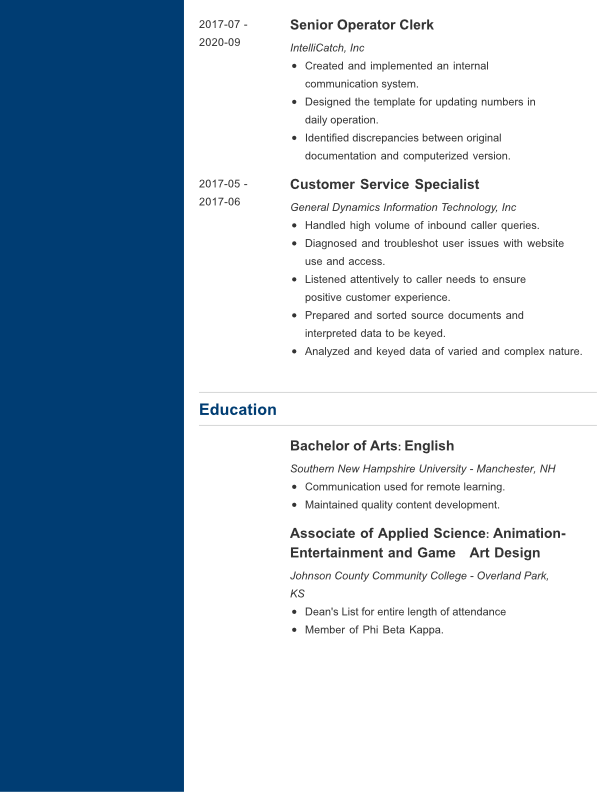 2017-07 -
2020-09
Senior Operator Clerk
IntelliCatch, Inc
• Created and implemented an internal
communication system.
• Designed the template for updating numbers in
daily operation.
• Identified discrepancies between original
documentation and computerized version.
2017-05 -
2017-06
Customer Service Specialist
General Dynamics Information Technology, Inc
• Handled high volume of inbound caller queries.
• Diagnosed and troubleshot user issues with website
use and access.
• Listened attentively to caller needs to ensure
positive customer experience.
• Prepared and sorted source documents and
interpreted data to be keyed.
• Analyzed and keyed data of varied and complex nature.
Education
Bachelor of Arts: English
Southern New Hampshire University - Manchester, NH
• Communication used for remote learning.
• Maintained quality content development.
Associate of Applied Science: Animation-
Entertainment and Game Art Design
Johnson County Community College - Overland Park,
KS
• Dean's List for entire length of attendance
• Member of Phi Beta Kappa.